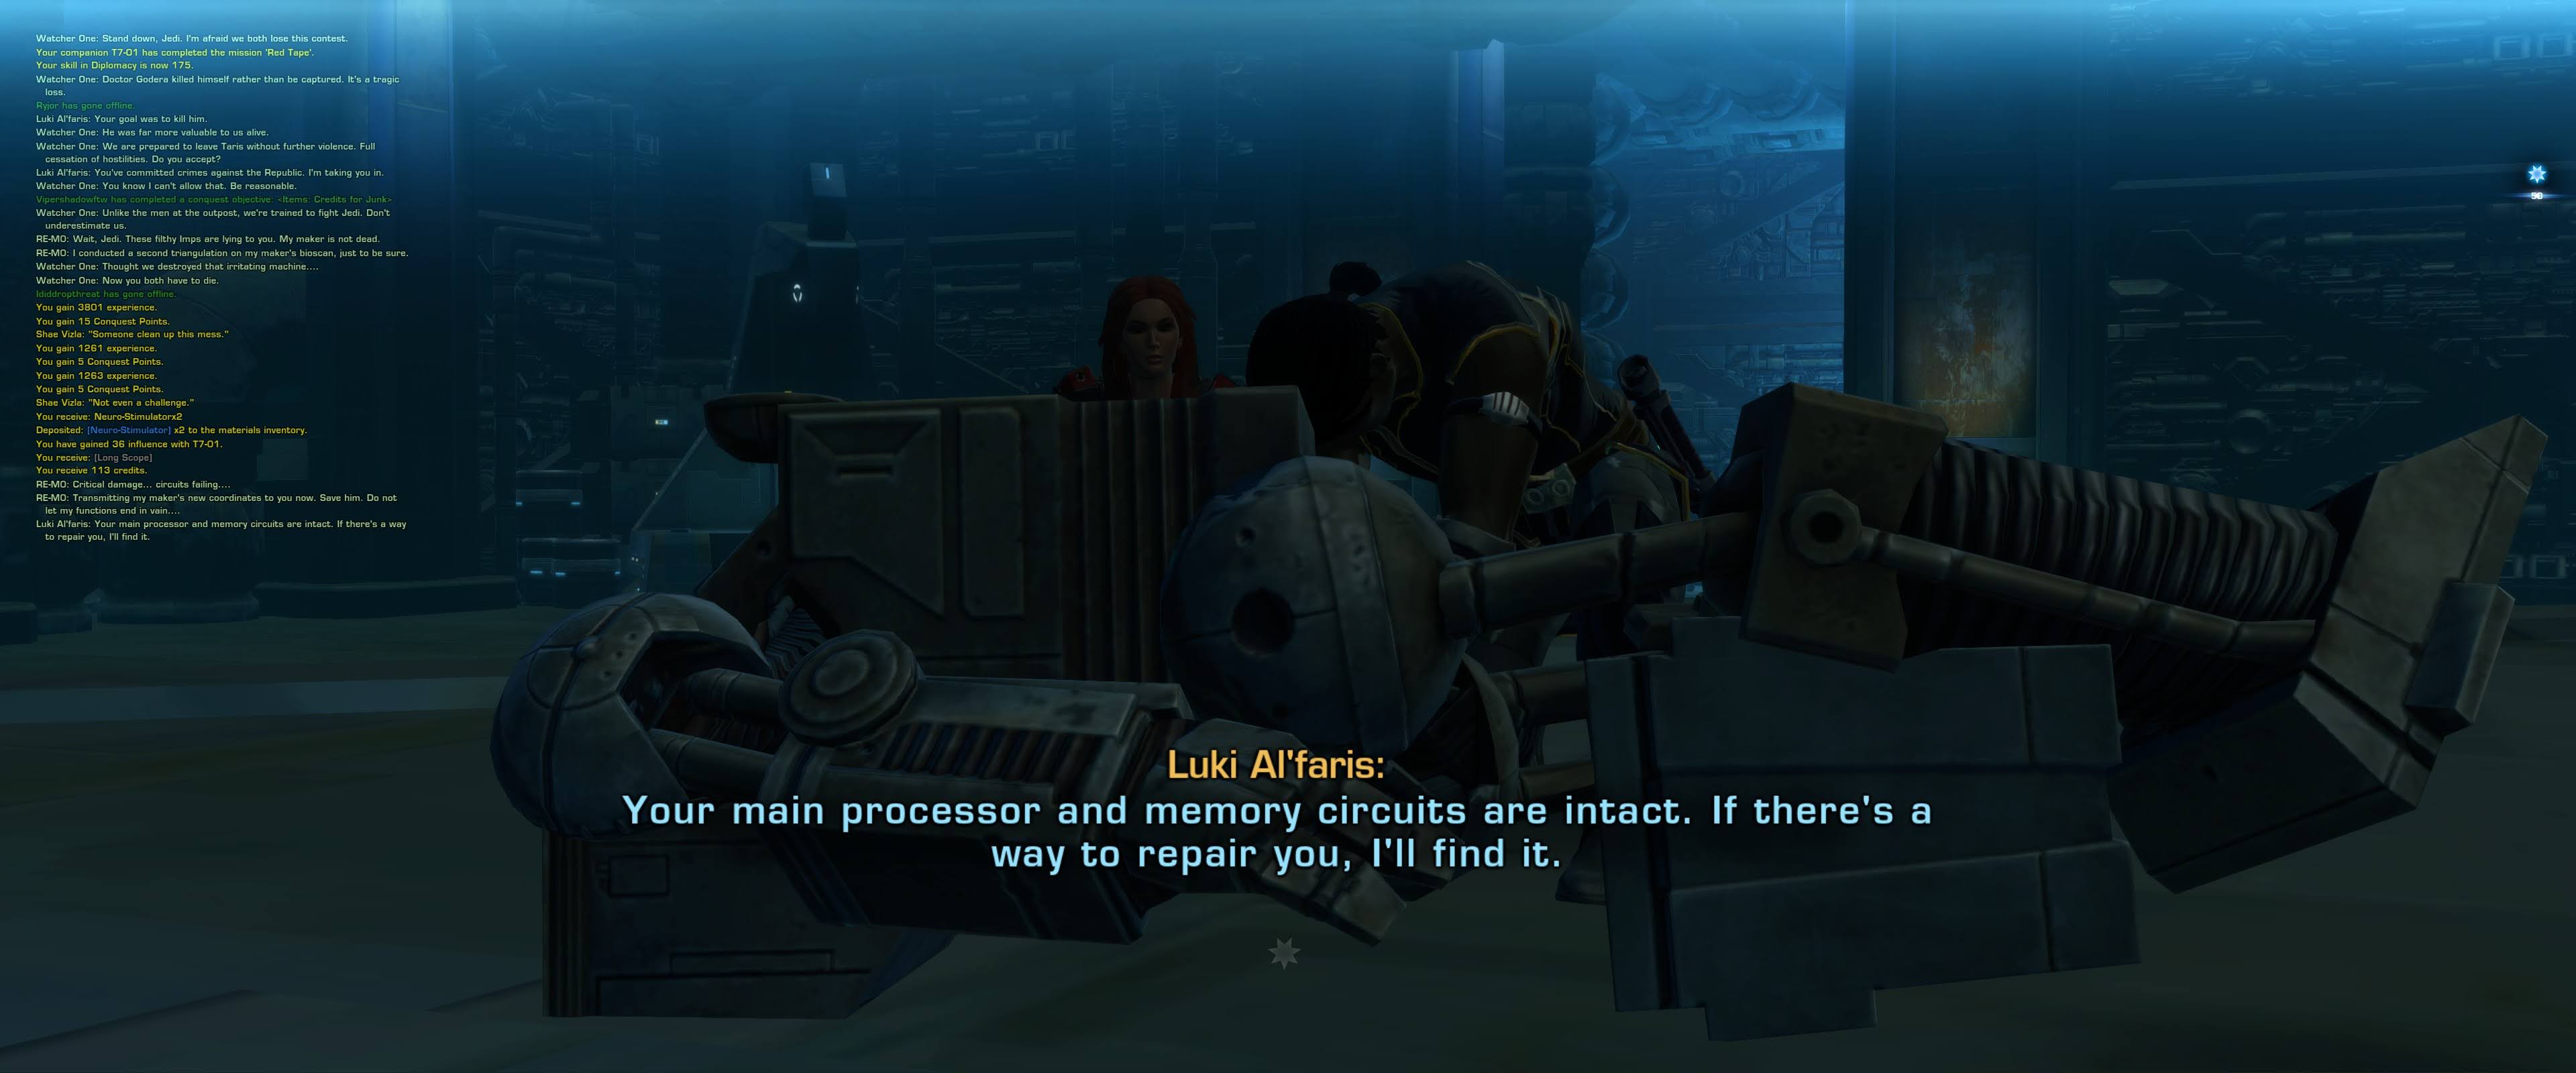 Watcher One: Stand down, Jedi. I'm afraid we both lose this contest.
Your companion T7-O1 has completed the mission 'Red Tape'.
Your skill in Diplomacy is now 175.
Watcher One: Doctor Godera killed himself rather than be captured. It's a tragic
loss.
Ryjor has gone offline.
Luki Al'faris: Your goal was to kill him.
Watcher One: He was far more valuable to us alive.
Watcher One: We are prepared to leave Taris without further violence. Full
cessation of hostilities. Do you accept?
Luki Al'faris: You've committed crimes against the Republic. I'm taking you in.
Watcher One: You know I can't allow that. Be reasonable.
Vipershadowftw has completed a conquest objective: <Items: Credits for Junk>
Watcher One: Unlike the men at the outpost, we're trained to fight Jedi. Don't
underestimate us.
RE-M0: Wait, Jedi. These filthy Imps are lying to you. My maker is not dead.
RE-M0: I conducted a second triangulation on my maker's bioscan, just to be sure.
Watcher One: Thought we destroyed that irritating machine....
Watcher One: Now you both have to die.
Ididdropthreat has gone offline.
You gain 3801 experience.
You gain 15 Conquest Points.
Shae Vizla: "Someone clean up this mess."
You gain 1261 experience.
You gain 5 Conquest Points.
You gain 1263 experience.
You gain 5 Conquest Points.
Shae Vizla: "Not even a challenge."
You receive: Neuro-Stimulatorx2
Deposited: [Neuro-Stimulator] x2 to the materials inventory.
You have gained 36 influence with T7-O1.
You receive: [Long Scope]
You receive 113 credits.
RE-M0: Critical damage... circuits failing....
RE-M0: Transmitting my maker's new coordinates to you now. Save him. Do not
let my functions end in vain....
Luki Al'faris: Your main processor and memory circuits are intact. If there's a way
to repair you, I'll find it.
50
Luki Al'faris:
Your main processor and memory circuits are intact. If there's a
way to repair you, I'll find it.